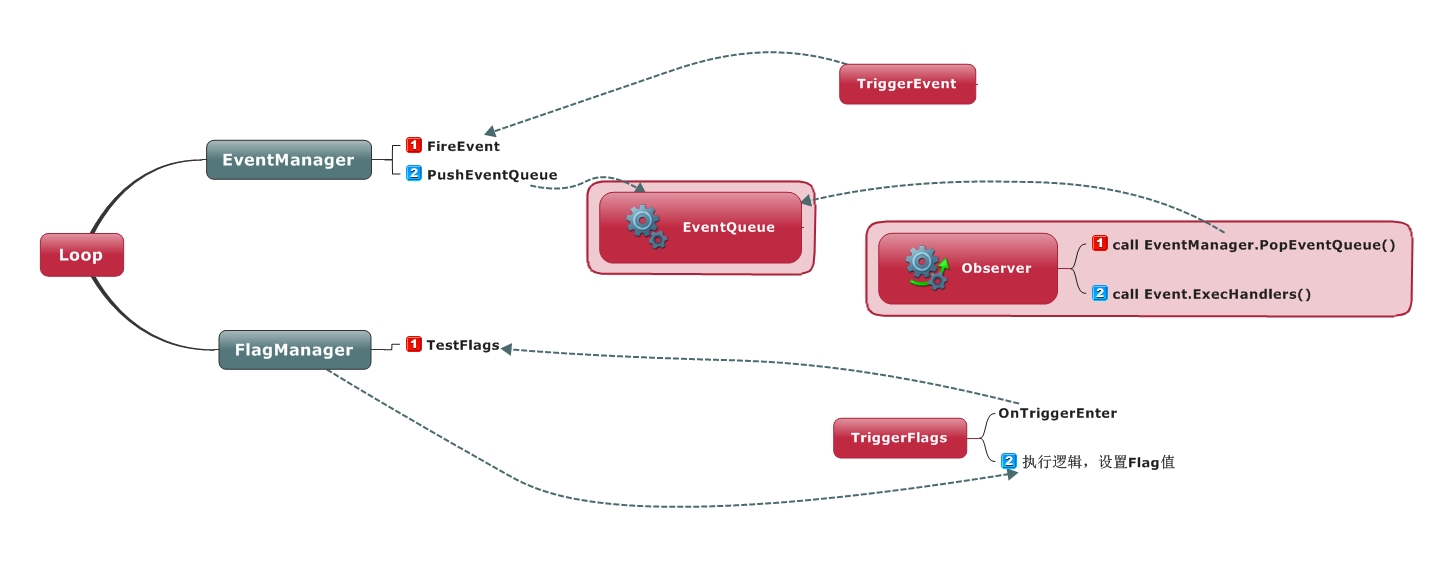 TriggerEvent
EventManager
1 FireEvent
2 PushEventQueue
EventQueue
Loop
Observer
1 call EventManager.PopEventQueue()
2 call Event.ExecHandlers()
FlagManager
1 TestFlags
TriggerFlags
OnTriggerEnter
2 执行逻辑，设置Flag值